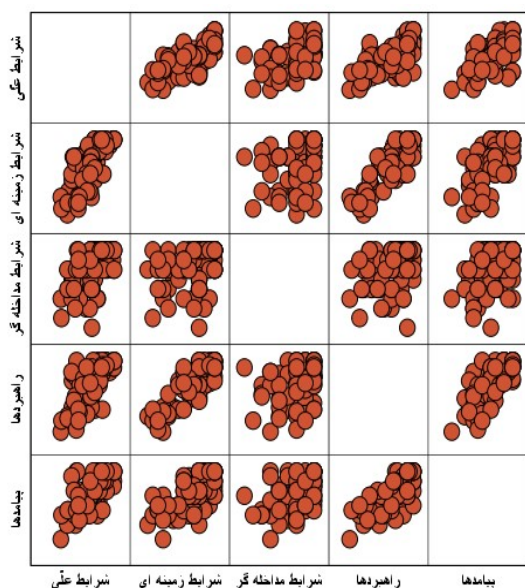 شرایط علّی
شرایط زمینه ای
شرایط مداخله گر
راهبردها
پیامدها
شرایط علّی
شرایط زمینه ای
شرایط مداخله گر
راهبردها
پیامدها